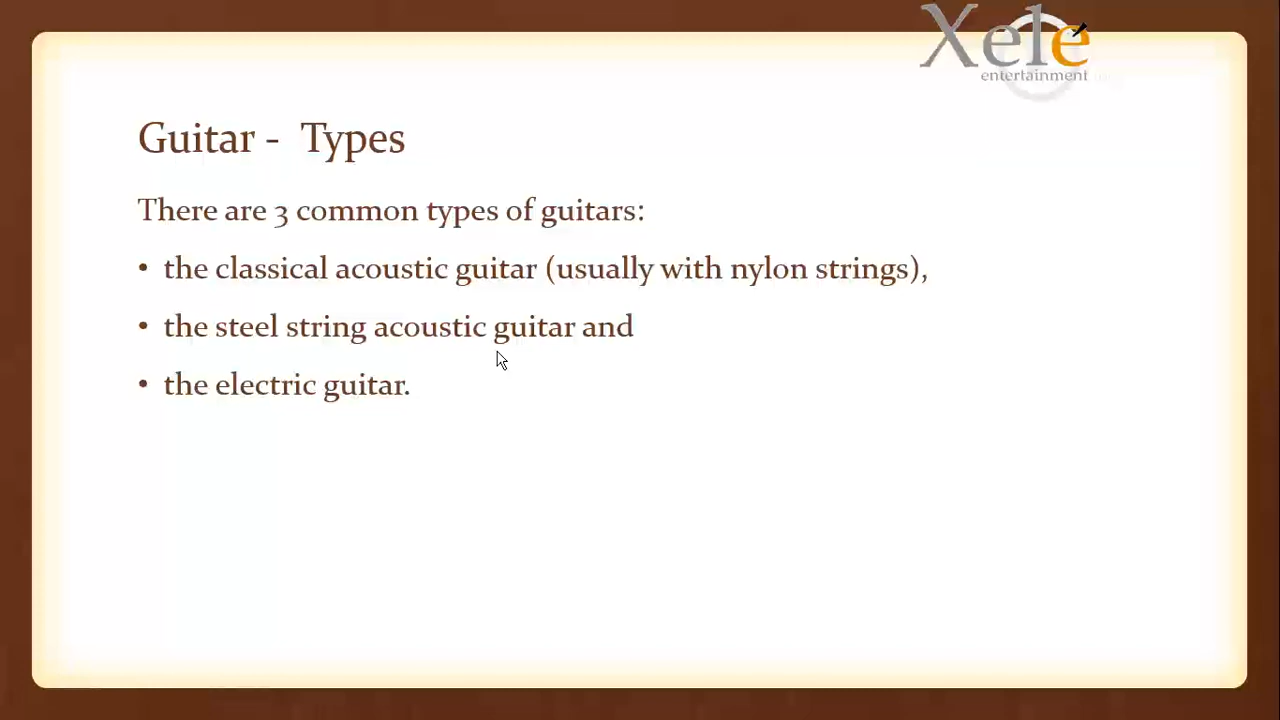 Xele
entertainment
Guitar - Types
There are 3 common types of guitars:
• the classical acoustic guitar (usually with nylon strings),
• the steel string acoustic guitar and
• the electric guitar.